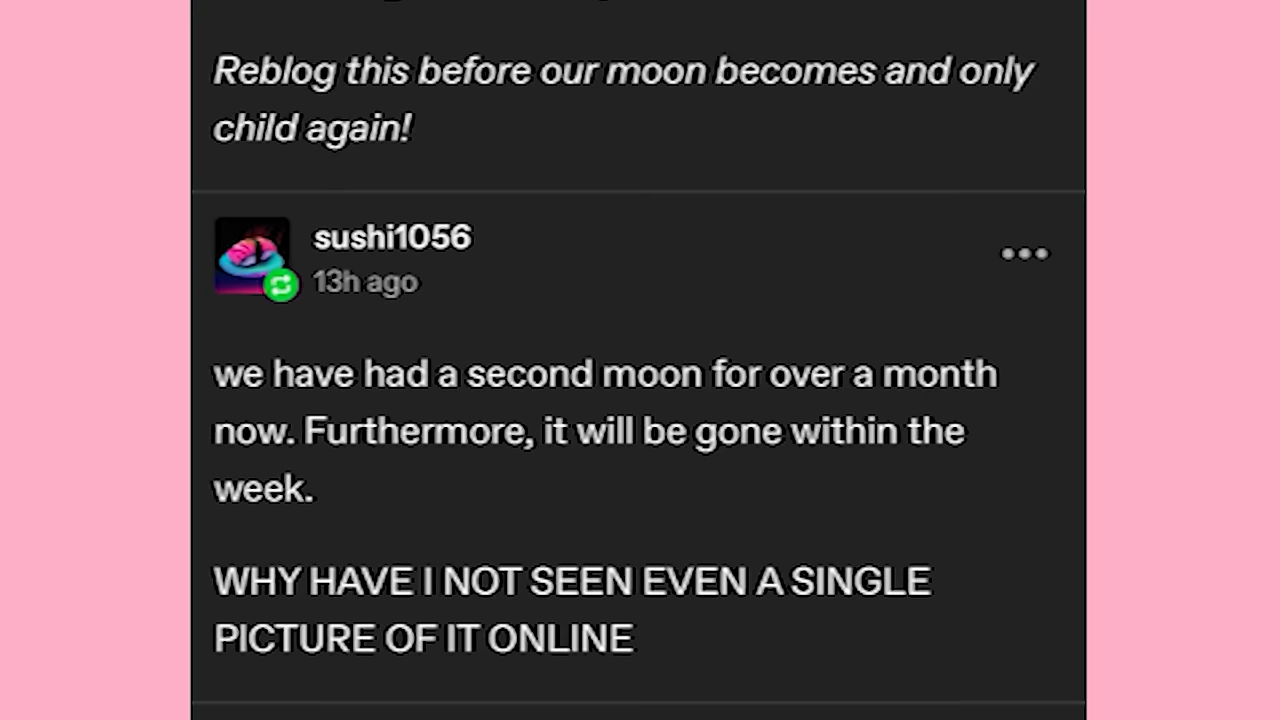 Reblog this before our moon becomes and only
child again!
sushi1056
13h ago
we have had a second moon for over a month
now. Furthermore, it will be gone within the
week.
WHY HAVE I NOT SEEN EVEN A SINGLE
PICTURE OF IT ONLINE